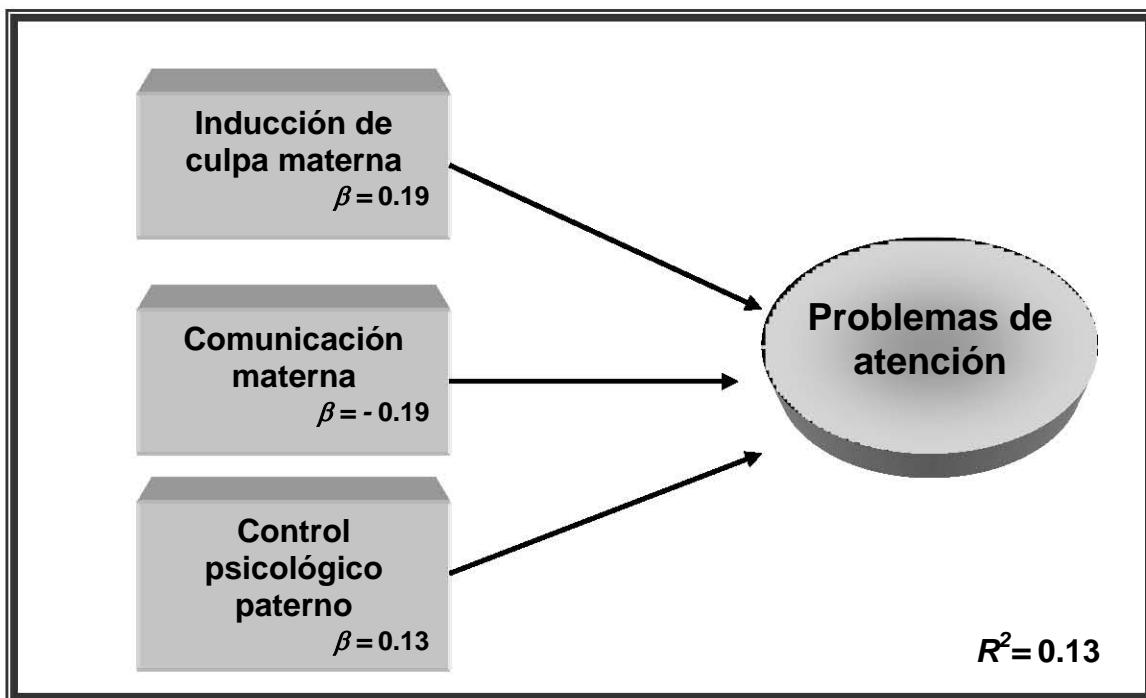 Inducción de
culpa materna
β = 0.19
Comunicación
materna
β = - 0.19
Control
psicológico
paterno
β = 0.13
Problemas de
atención
R²= 0.13